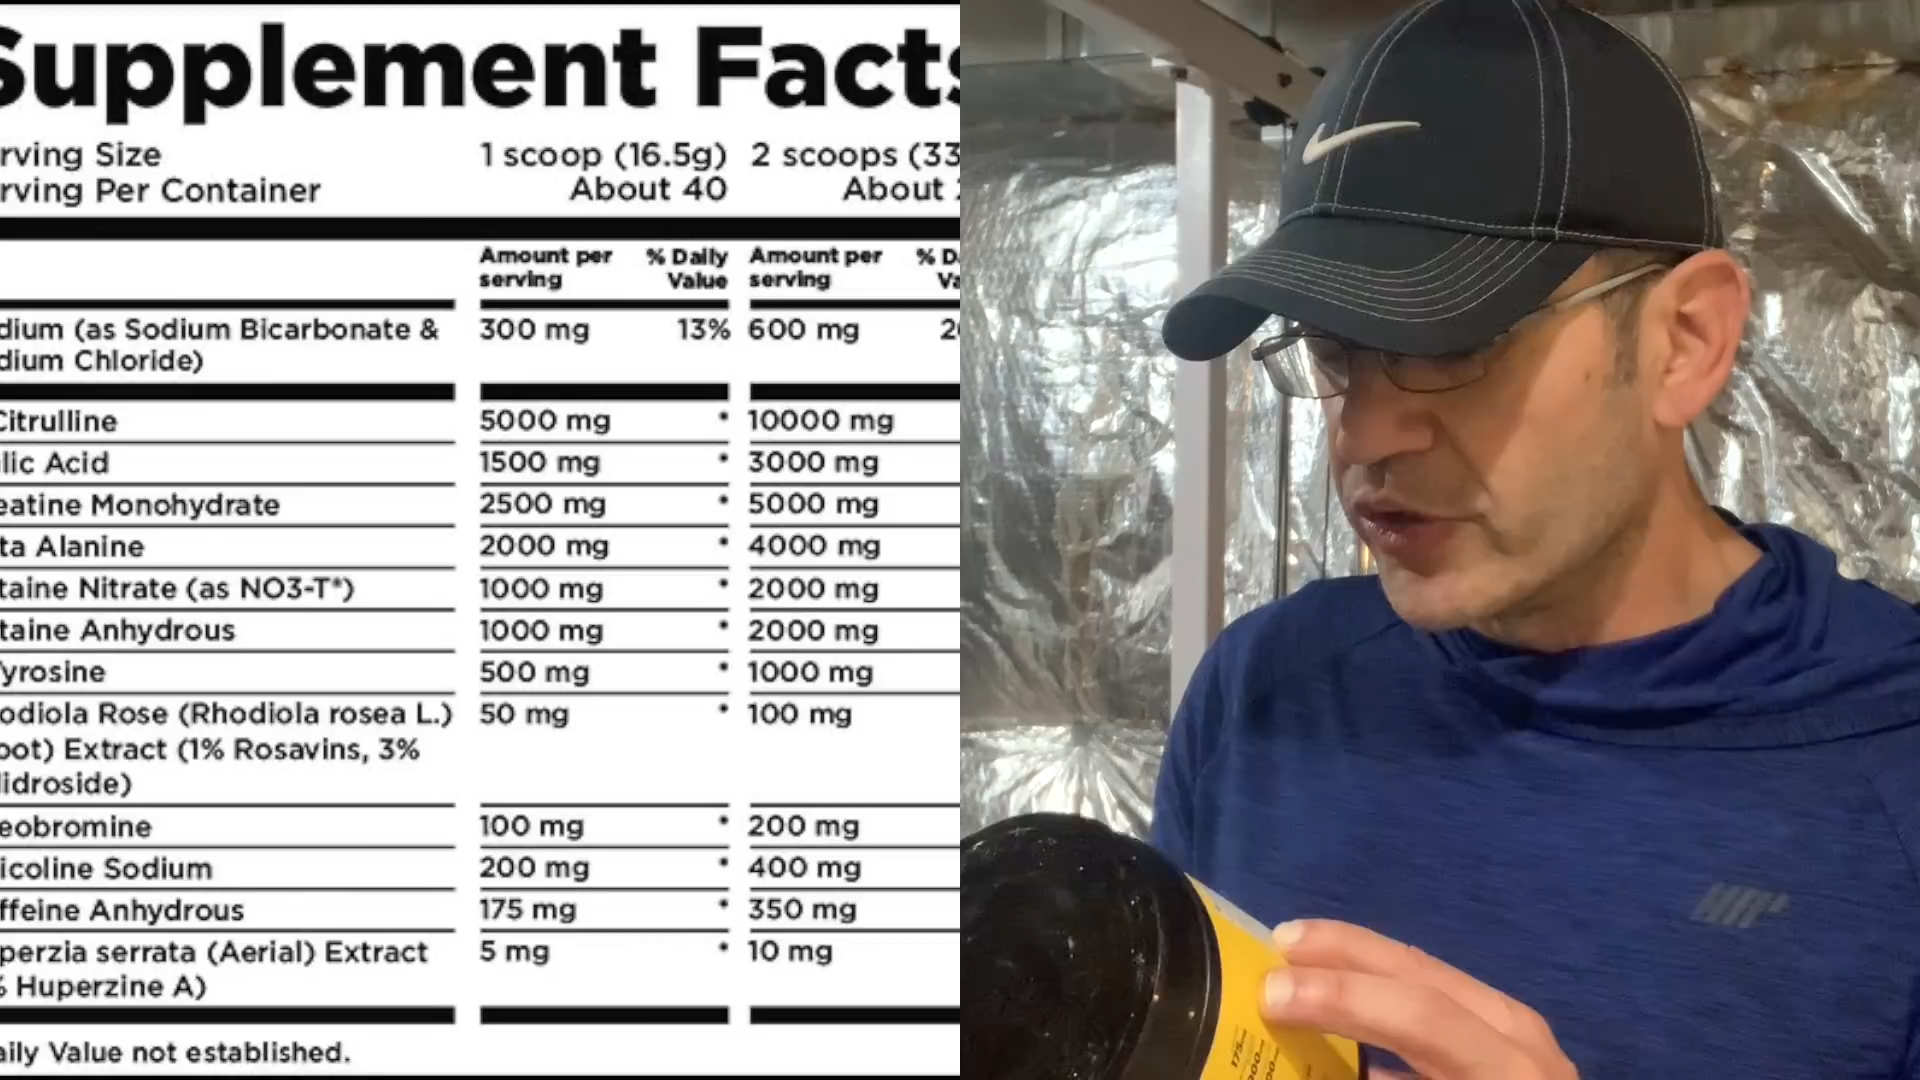 Supplement Facts
rving Size 1 scoop (16.5g) 2 scoops (33
rving Per Container About 40 About
Amount per serving % Daily Value Amount per serving % D Va
dium (as Sodium Bicarbonate & 300 mg 13% 600 mg 2
dium Chloride)
Citrulline 5000 mg * 10000 mg
lic Acid 1500 mg * 3000 mg
eatine Monohydrate 2500 mg * 5000 mg
ta Alanine 2000 mg * 4000 mg
taine Nitrate (as NO3-T*) 1000 mg * 2000 mg
taine Anhydrous 1000 mg * 2000 mg
yrosine 500 mg * 1000 mg
odiola Rose (Rhodiola rosea L.) 50 mg * 100 mg
oot) Extract (1% Rosavins, 3%
lidroside)
eobromine 100 mg * 200 mg
icoline Sodium 200 mg * 400 mg
ffeine Anhydrous 175 mg * 350 mg
perzia serrata (Aerial) Extract 5 mg * 10 mg
% Huperzine A)
aily Value not established.
175mg